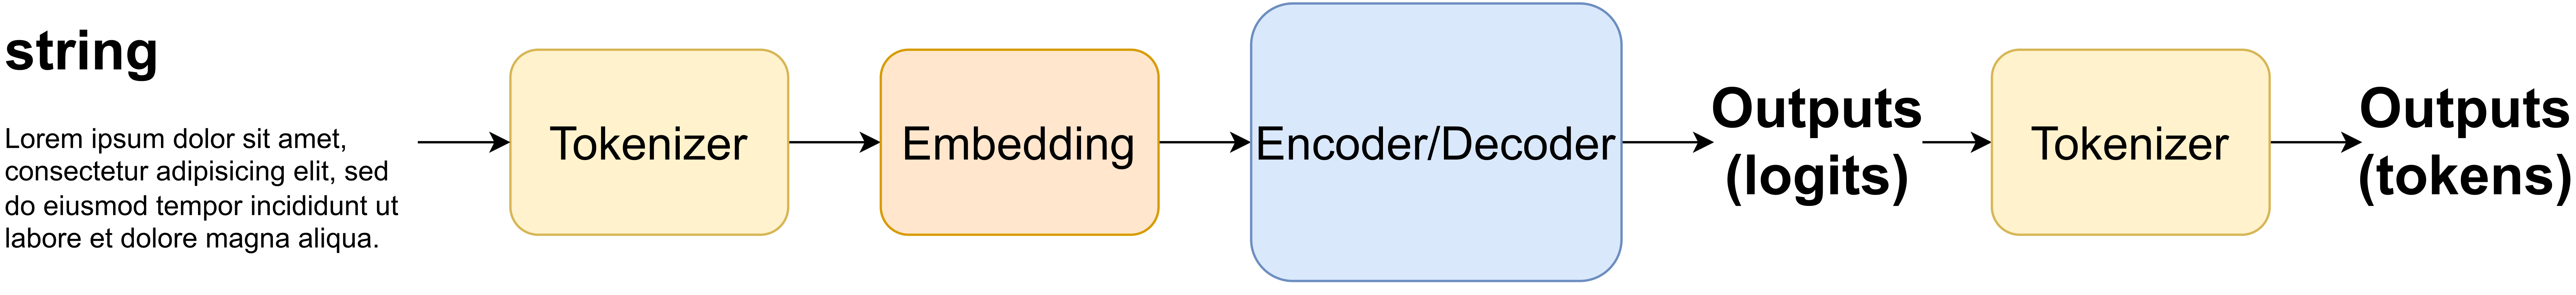 string
Lorem ipsum dolor sit amet,
consectetur adipisicing elit, sed
do eiusmod tempor incididunt ut
labore et dolore magna aliqua.
Tokenizer
Embedding
Encoder/Decoder
Outputs
(logits)
Tokenizer
Outputs
(tokens)